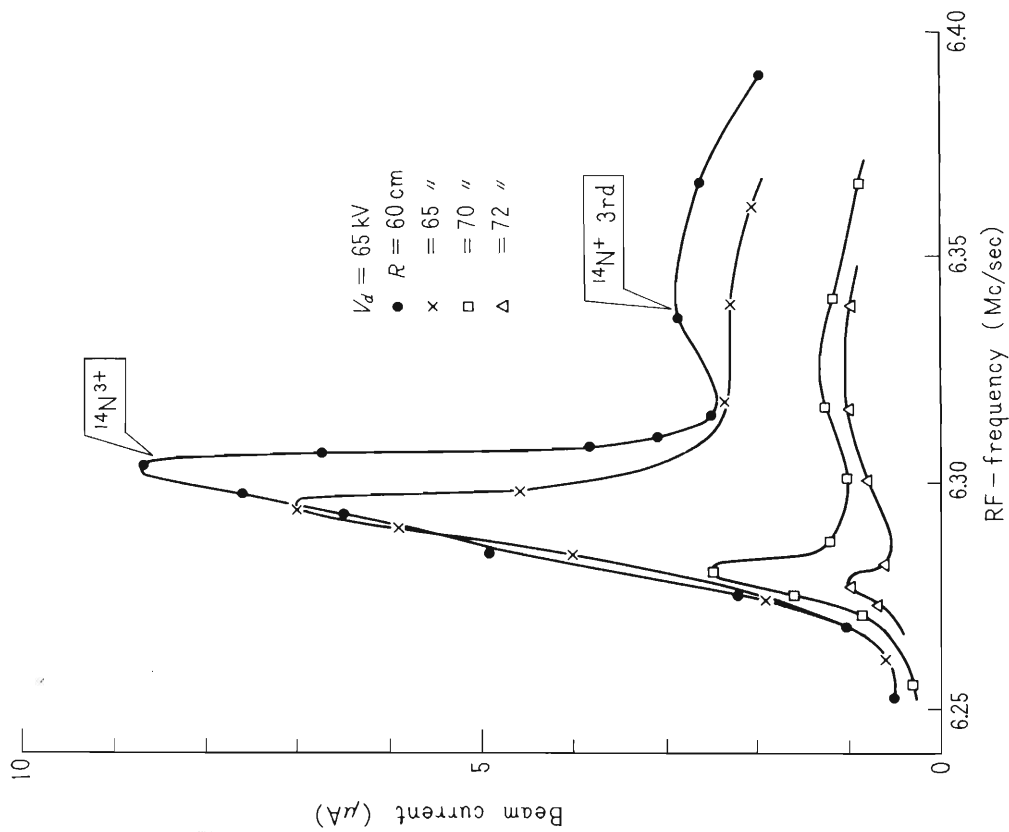 Beam current (μA)
10
5
0
¹⁴N³⁺
V_d = 65 kV
● R = 60 cm
× = 65 〃
□ = 70 〃
△ = 72 〃
¹⁴N⁺ 3rd
6.25
6.30
6.35
6.40
RF-frequency (Mc/sec)